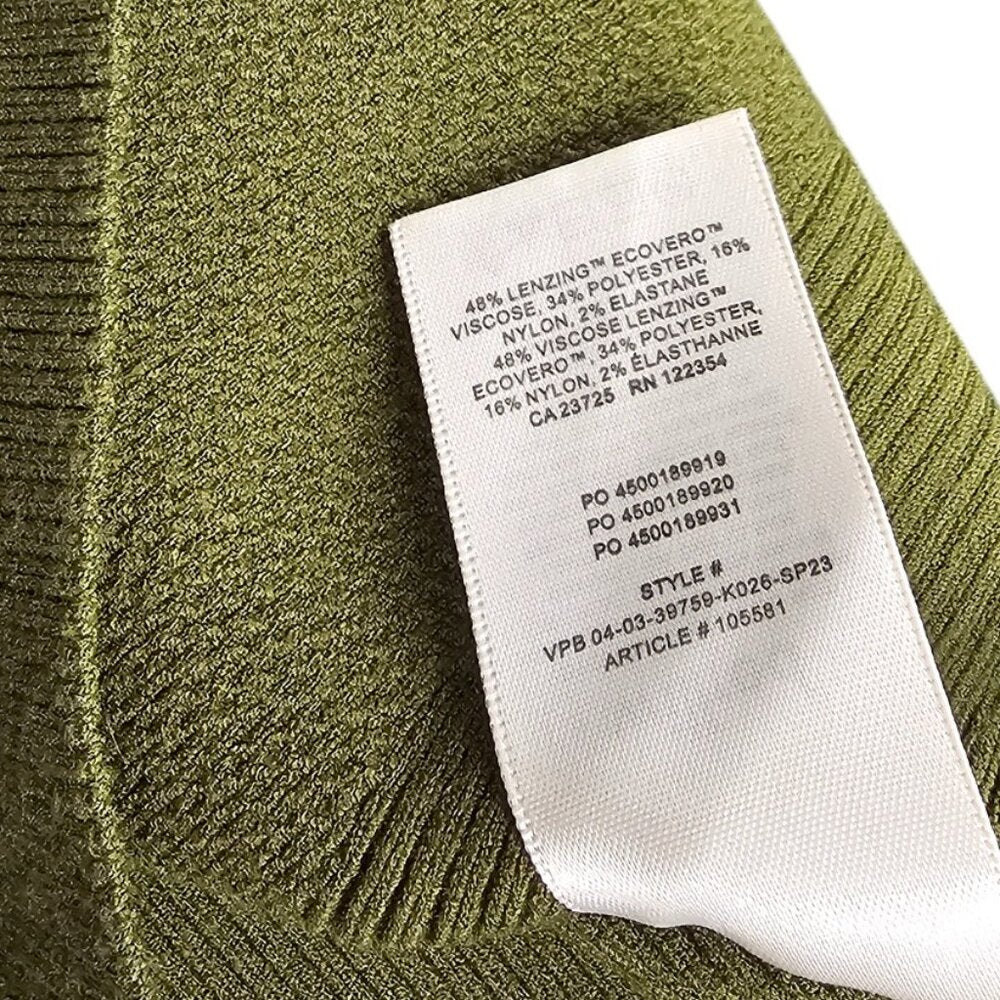 48% LENZING™ ECOVERO™
VISCOSE, 34% POLYESTER, 16%
NYLON, 2% ELASTANE
48% VISCOSE LENZING™
ECOVERO™, 34% POLYESTER,
16% NYLON, 2% ÉLASTHANNE
CA 23725 RN 122354
PO 4500189919
PO 4500189920
PO 4500189931
STYLE #
VPB 04-03-39759-K026-SP23
ARTICLE # 105581